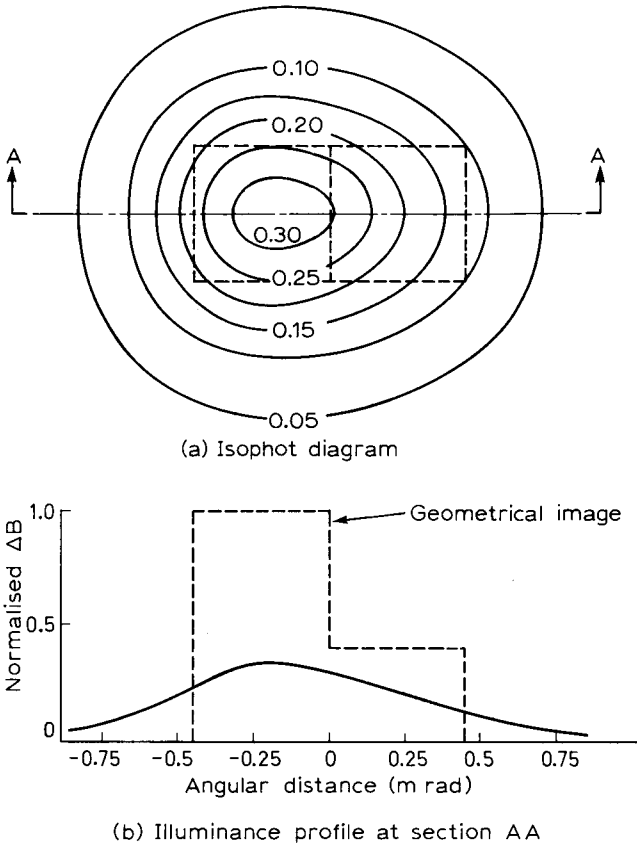 0.10
0.20
A A
0.30
0.25
0.15
0.05
(a) Isophot diagram
1.0
Geometrical image
Normalised ΔB
0.5
0
-0.75 -0.5 -0.25 0 0.25 0.5 0.75
Angular distance (m rad)
(b) Illuminance profile at section AA